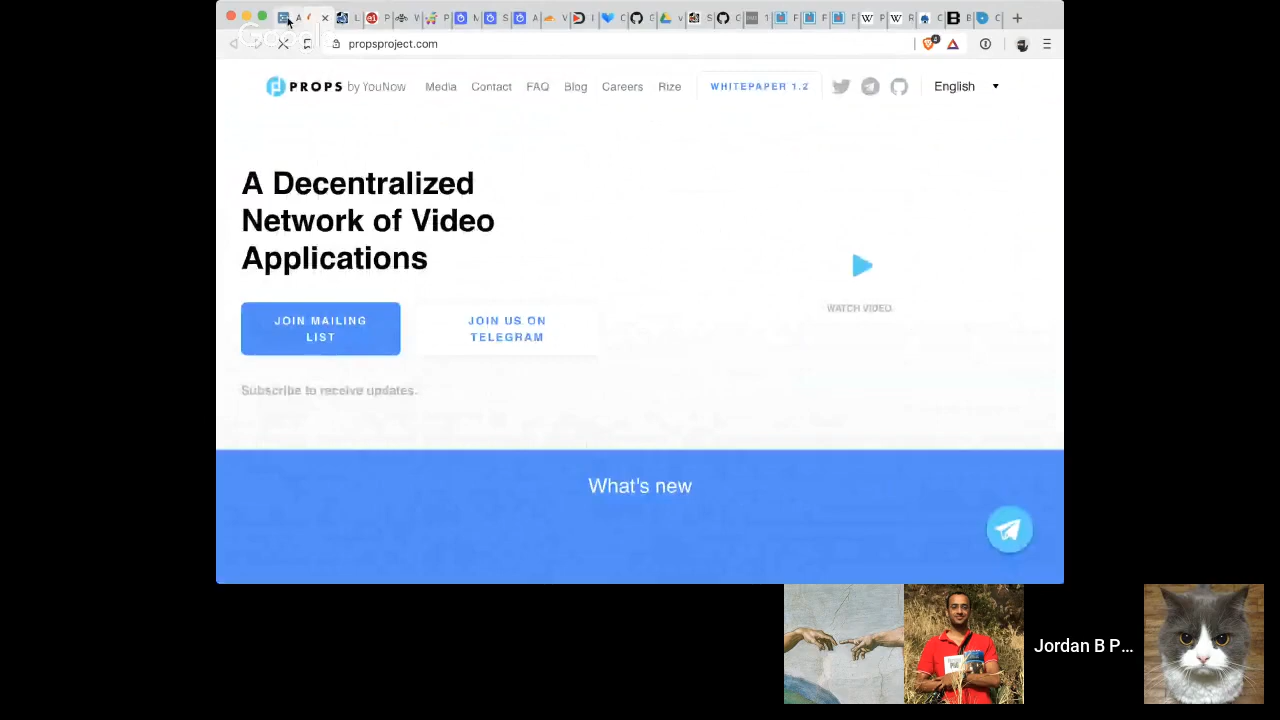 Google
propsproject.com
PROPS by YouNow
Media
Contact
FAQ
Blog
Careers
Rize
WHITEPAPER 1.2
English
A Decentralized
Network of Video
Applications
JOIN MAILING
LIST
JOIN US ON
TELEGRAM
WATCH VIDEO
Subscribe to receive updates.
What's new
Jordan B P...